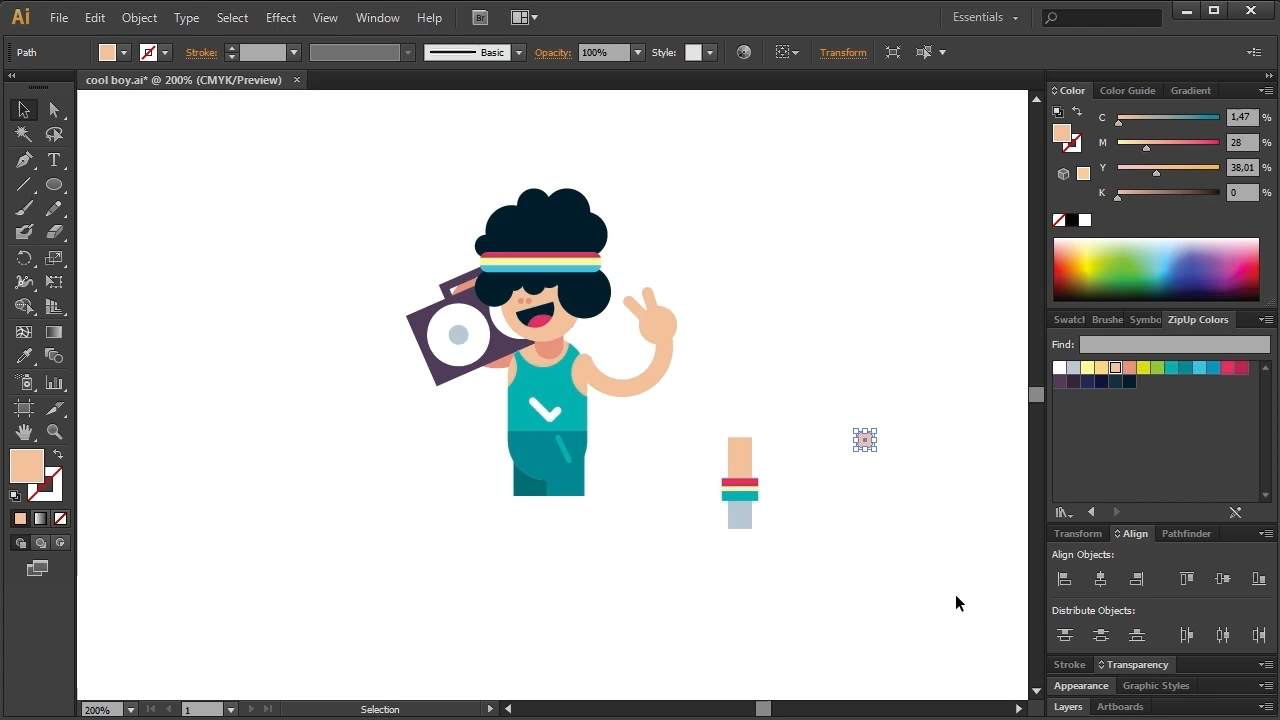 Ai File Edit Object Type Select Effect View Window Help Br Essentials
Path Stroke: Basic Opacity: 100% Style: Transform
cool boy.ai* @ 200% (CMYK/Preview)
Color Color Guide Gradient
C 1,47 %
M 28 %
Y 38,01 %
K 0 %
Swatcl Brushe Symbo ZipUp Colors
Find:
Transform Align Pathfinder
Align Objects:
Distribute Objects:
Stroke Transparency
Appearance Graphic Styles
Layers Artboards
200% 1 Selection